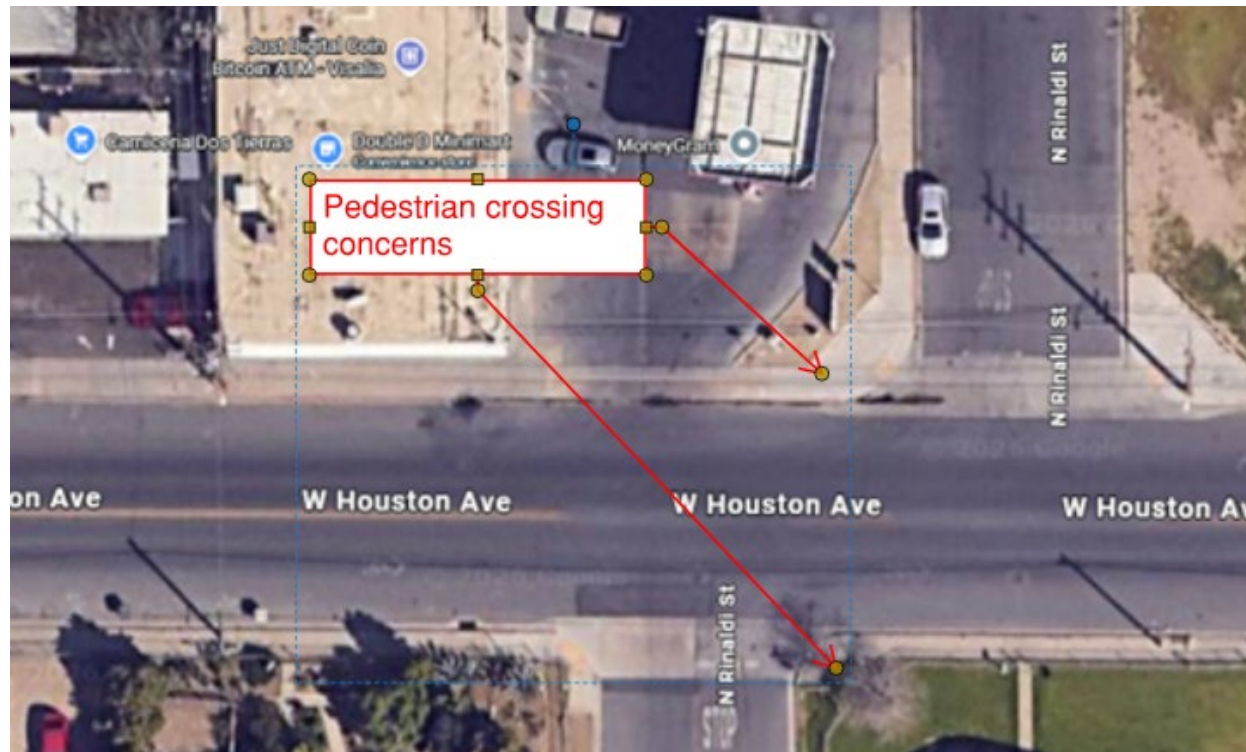 Just Digital Coin
Bitcoin ATM - Visalia
Carniceria Dos Tierras
Double D Minimart
Convenience store
MoneyGram
N Rinaldi St
Pedestrian crossing
concerns
N Rinaldi St
on Ave
W Houston Ave
W Houston Ave
W Houston Av
N Rinaldi St